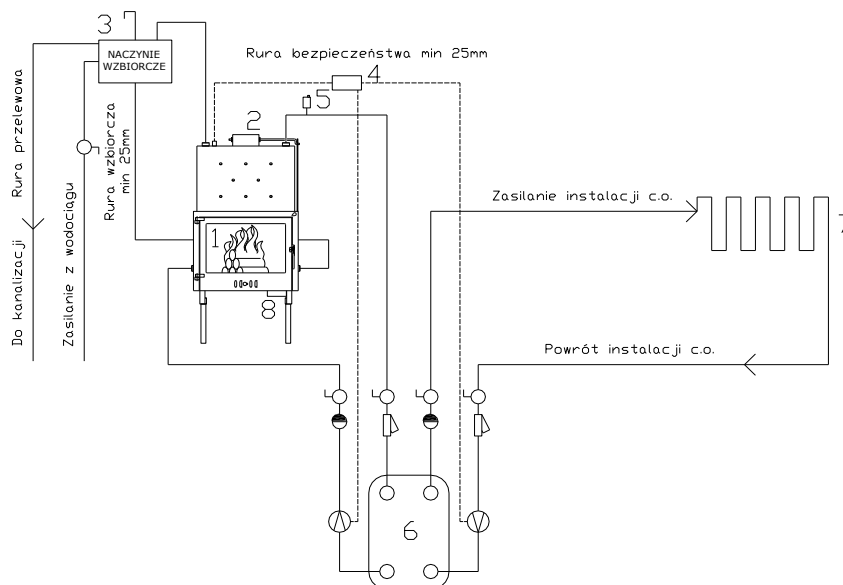 3
NACZYNIE
WZBIORCZE
Rura bezpieczeństwa min 25mm
4
5
2
Rura przelewowa
Do kanalizacji
Zasilanie z wodociągu
Rura wzbiorcza
min 25mm
1
8
Zasilanie instalacji c.o.
7
Powrót instalacji c.o.
6